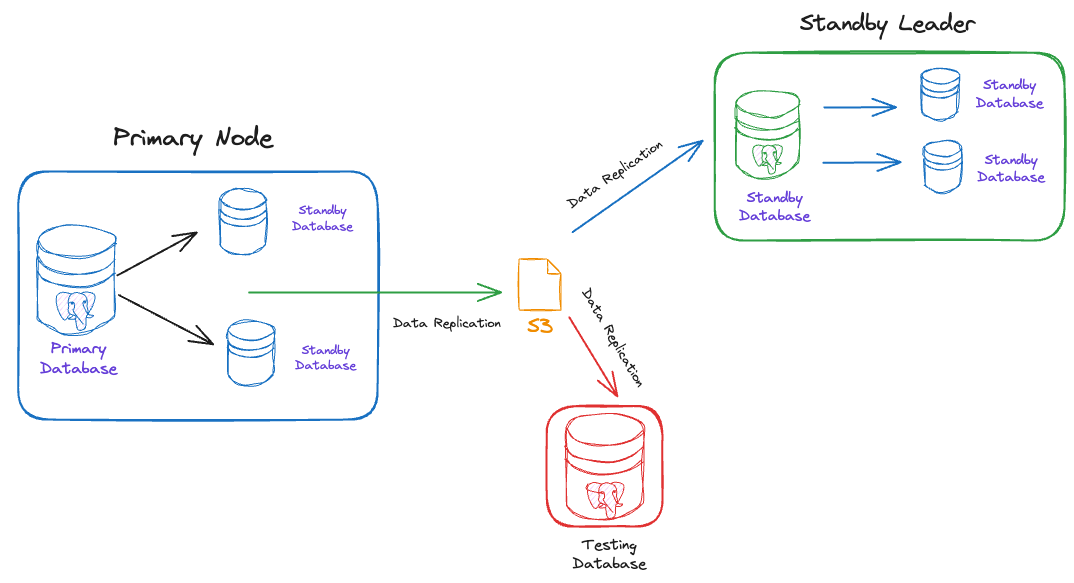 Standby Leader
Standby
Database
Standby
Database
Standby
Database
Data Replication
Primary Node
Standby
Database
Primary
Database
Standby
Database
Data Replication
S3
Data Replication
Testing
Database